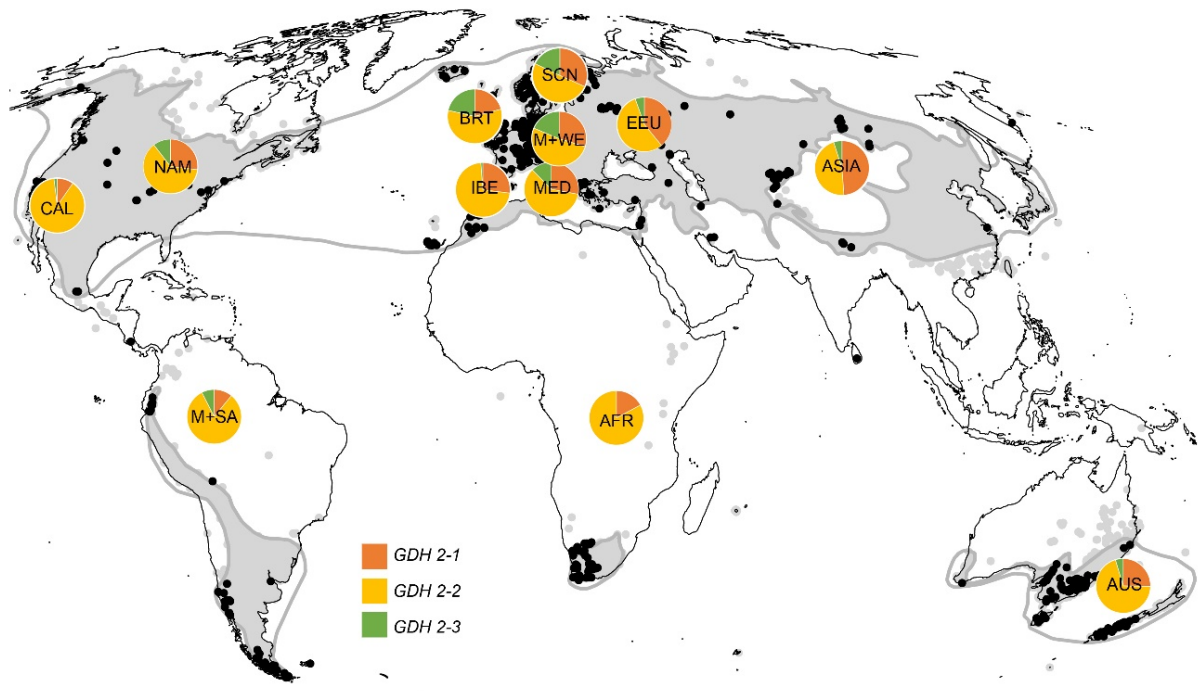 SCN
BRT
EEU
M+WE
NAM
ASIA
IBE
MED
CAL
M+SA
AFR
GDH 2-1
GDH 2-2
GDH 2-3
AUS